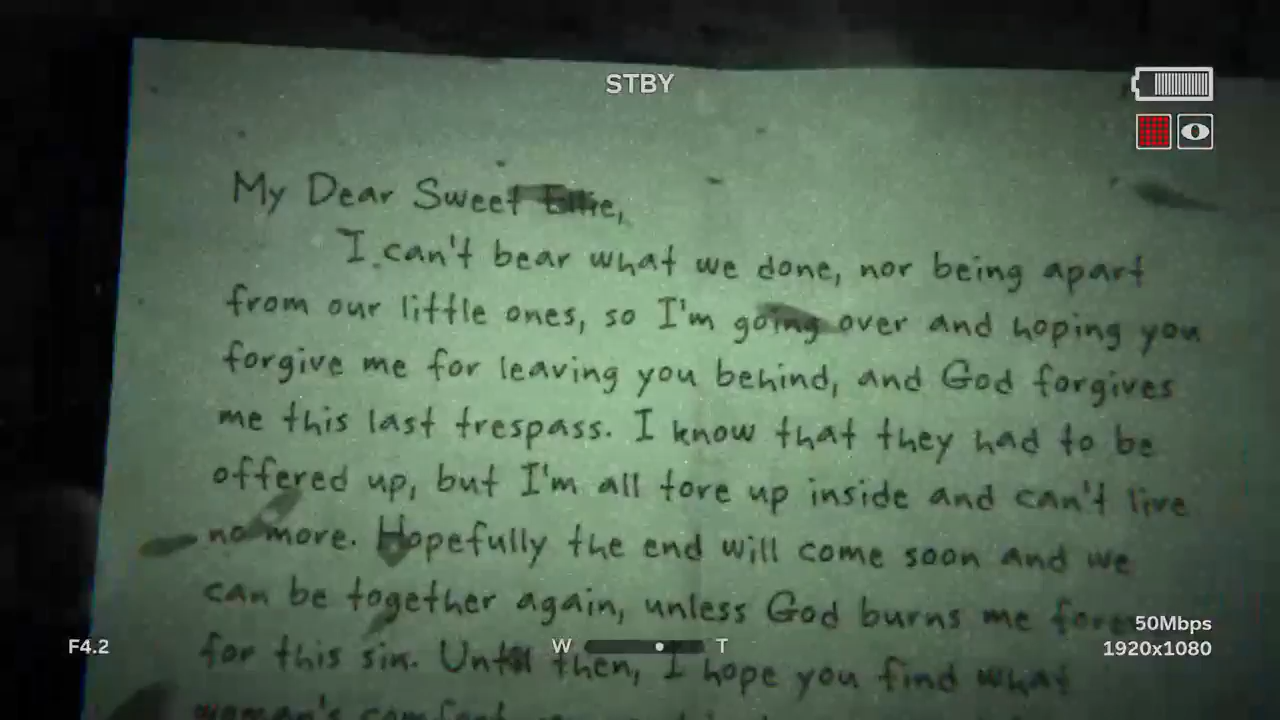 STBY
My Dear Sweet Ellie,
I can't bear what we done, nor being apart
from our little ones, so I'm going over and hoping you
forgive me for leaving you behind, and God forgives
me this last trespass. I know that they had to be
offered up, but I'm all tore up inside and can't live
no more. Hopefully the end will come soon and we
can be together again, unless God burns me
for this sin. Until then, I hope you find what
woman's comfort
50Mbps
F4.2
W
T
1920x1080